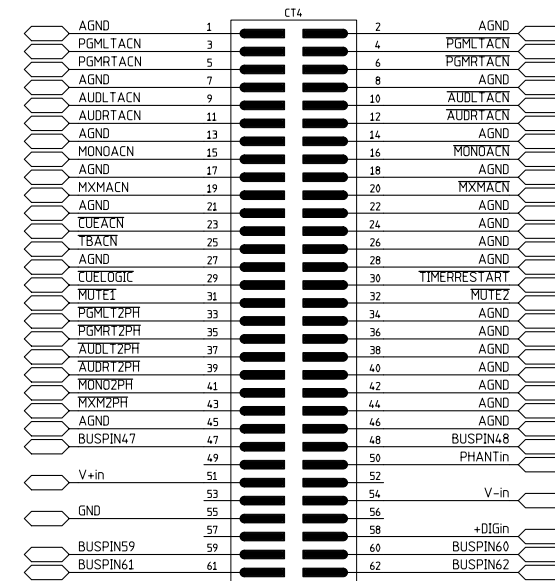 CT4
AGND 1 2 AGND
PGMLTACN 3 4 PGMLTACN
PGMRTACN 5 6 PGMRTACN
AGND 7 8 AGND
AUDLTACN 9 10 AUDLTACN
AUDRTACN 11 12 AUDRTACN
AGND 13 14 AGND
MONOACN 15 16 MONOACN
AGND 17 18 AGND
MXMACN 19 20 MXMACN
AGND 21 22 AGND
CUEACN 23 24 AGND
TBACN 25 26 AGND
AGND 27 28 AGND
CUELOGIC 29 30 TIMERRESTART
MUTE1 31 32 MUTE2
PGMLT2PH 33 34 AGND
PGMRT2PH 35 36 AGND
AUDLT2PH 37 38 AGND
AUDRT2PH 39 40 AGND
MONO2PH 41 42 AGND
MXM2PH 43 44 AGND
AGND 45 46 AGND
BUSPIN47 47 48 BUSPIN48
49 50 PHANTin
V+in 51 52
53 54 V-in
GND 55 56
57 58 +DIGin
BUSPIN59 59 60 BUSPIN60
BUSPIN61 61 62 BUSPIN62